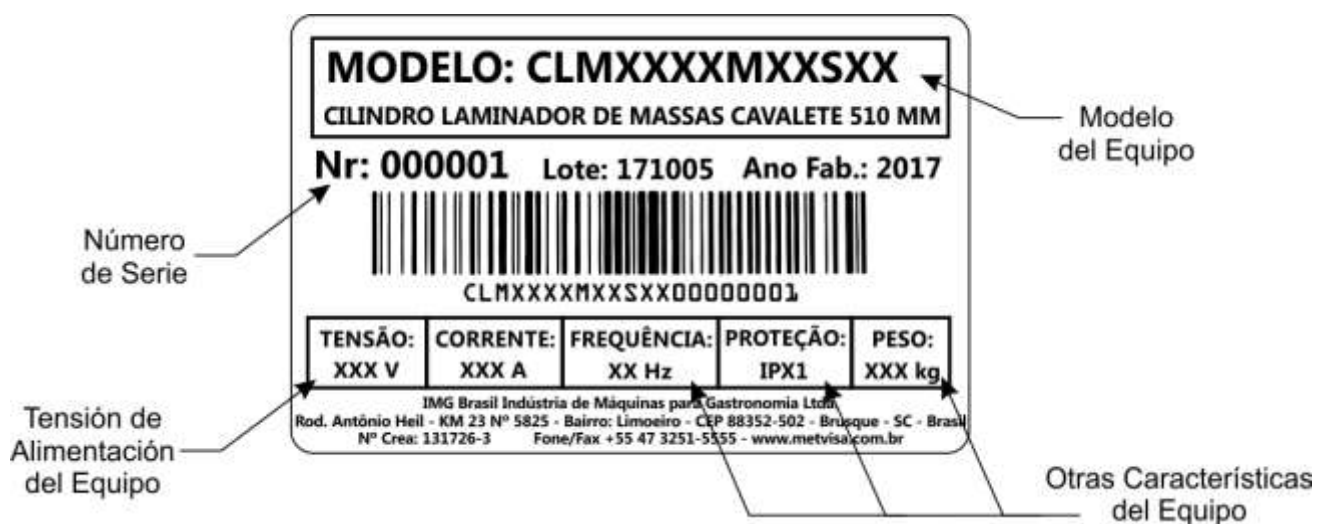 MODELO: CLMXXXXMXXSXX
CILINDRO LAMINADOR DE MASSAS CAVALETE 510 MM
Modelo
del Equipo
Nr: 000001 Lote: 171005 Ano Fab.: 2017
Número
de Serie
CLMXXXXMXXSXX00000001
TENSÃO: CORRENTE: FREQUÊNCIA: PROTEÇÃO: PESO:
XXX V XXX A XX Hz IPX1 XXX kg
IMG Brasil Indústria de Máquinas para Gastronomia Ltda
Rod. Antônio Heil - KM 23 Nº 5825 - Bairro: Limoeiro - CEP 88352-502 - Brusque - SC - Brasil
Nº Crea: 131726-3 Fone/Fax +55 47 3251-5555 - www.metvisa.com.br
Tensión de
Alimentación
del Equipo
Otras Características
del Equipo